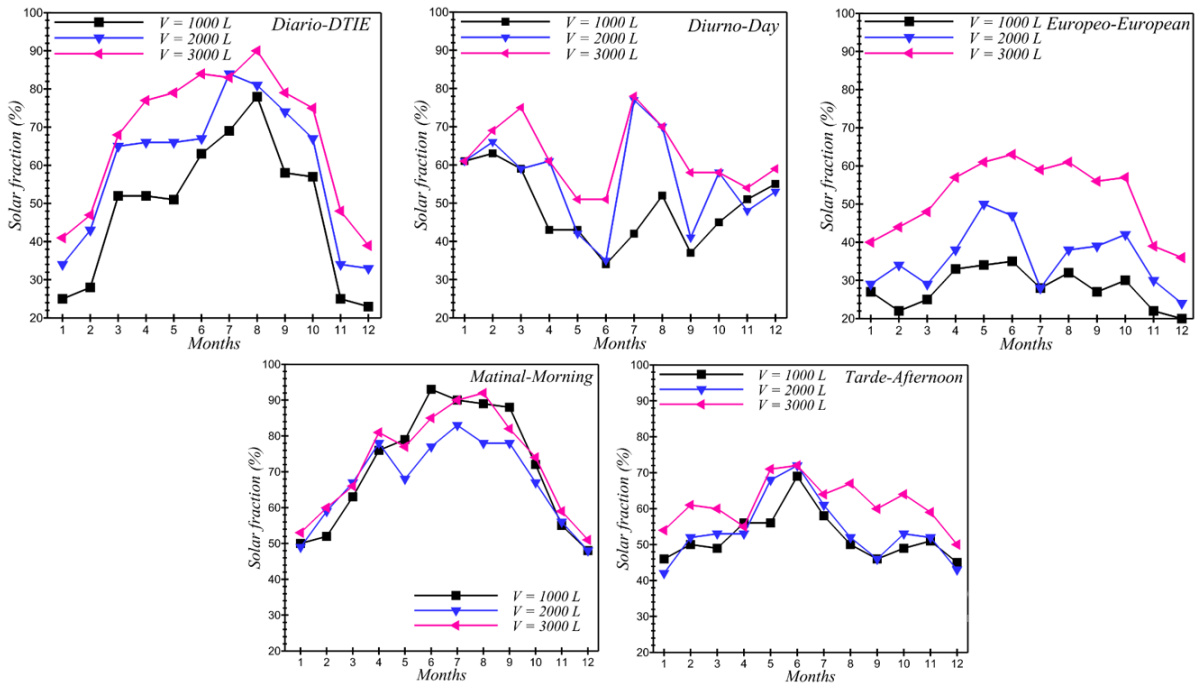 Diario-DTIE
V = 1000 L
V = 2000 L
V = 3000 L
Solar fraction (%)
100
90
80
70
60
50
40
30
20
1 2 3 4 5 6 7 8 9 10 11 12
Months
Diurno-Day
V = 1000 L
V = 2000 L
V = 3000 L
Solar fraction (%)
100
90
80
70
60
50
40
30
20
1 2 3 4 5 6 7 8 9 10 11 12
Months
Europeo-European
V = 1000 L
V = 2000 L
V = 3000 L
Solar fraction (%)
100
90
80
70
60
50
40
30
20
1 2 3 4 5 6 7 8 9 10 11 12
Months
Matinal-Morning
Solar fraction (%)
100
90
80
70
60
50
40
30
20
V = 1000 L
V = 2000 L
V = 3000 L
1 2 3 4 5 6 7 8 9 10 11 12
Months
Tarde-Afternoon
V = 1000 L
V = 2000 L
V = 3000 L
Solar fraction (%)
100
90
80
70
60
50
40
30
20
1 2 3 4 5 6 7 8 9 10 11 12
Months